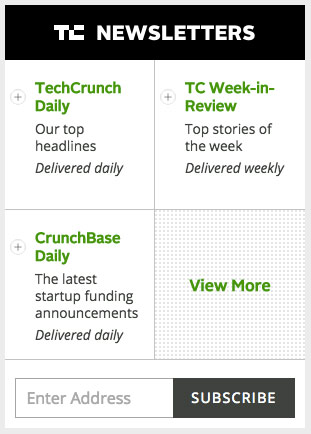 TC NEWSLETTERS
TechCrunch
Daily
Our top
headlines
Delivered daily
TC Week-in-
Review
Top stories of
the week
Delivered weekly
CrunchBase
Daily
The latest
startup funding
announcements
Delivered daily
View More
Enter Address
SUBSCRIBE